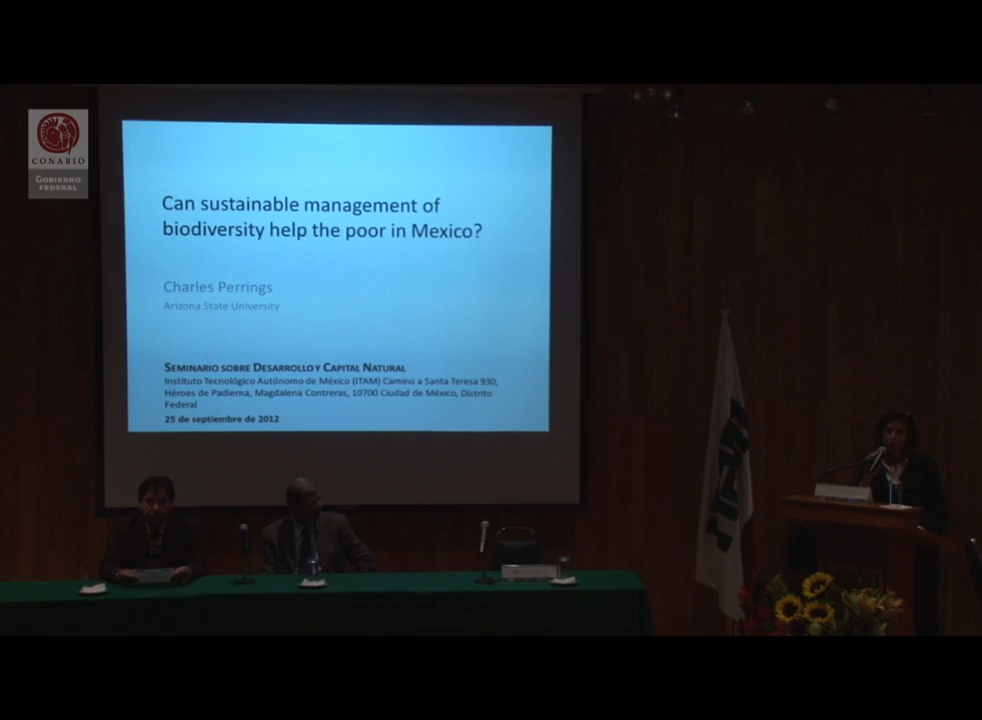 CONABIO
GOBIERNO
FEDERAL
Can sustainable management of
biodiversity help the poor in Mexico?
Charles Perrings
Arizona State University
SEMINARIO SOBRE DESARROLLO Y CAPITAL NATURAL
Instituto Tecnológico Autónomo de México (ITAM) Camino a Santa Teresa 930,
Héroes de Padierna, Magdalena Contreras, 10700 Ciudad de México, Distrito
Federal
25 de septiembre de 2012